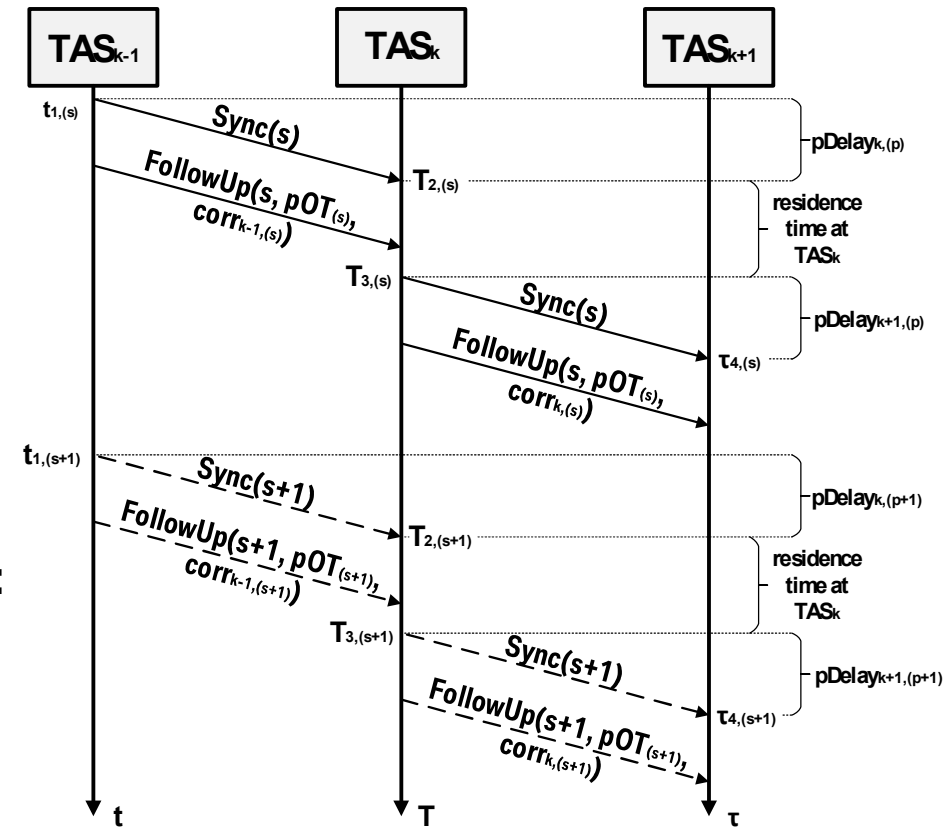 TASk-1
TASk
TASk+1
t1,(s)
Sync(s)
pDelayk,(p)
T2,(s)
FollowUp(s, pOT(s),
corrk-1,(s))
residence
time at
TASk
T3,(s)
Sync(s)
pDelayk+1,(p)
τ4,(s)
FollowUp(s, pOT(s),
corrk,(s))
t1,(s+1)
Sync(s+1)
pDelayk,(p+1)
T2,(s+1)
FollowUp(s+1, pOT(s+1),
corrk-1,(s+1))
residence
time at
TASk
:
T3,(s+1)
Sync(s+1)
pDelayk+1,(p+1)
τ4,(s+1)
FollowUp(s+1, pOT(s+1),
corrk,(s+1))
t
T
τ